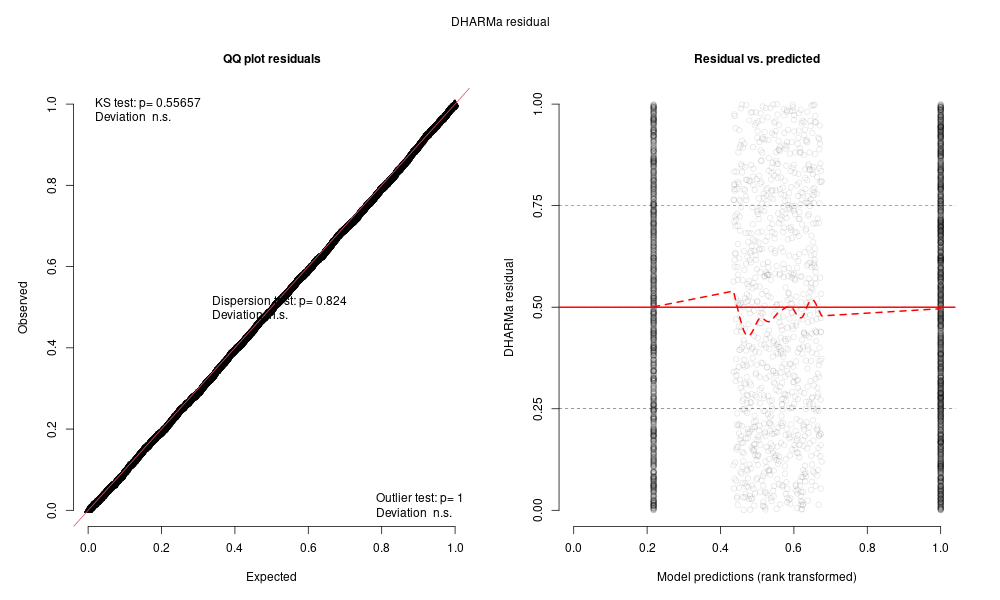 DHARMa residual
QQ plot residuals
KS test: p= 0.55657
Deviation n.s.
Dispersion test: p= 0.824
Deviation n.s.
Outlier test: p= 1
Deviation n.s.
Observed
0.0 0.2 0.4 0.6 0.8 1.0
0.0 0.2 0.4 0.6 0.8 1.0
Expected
Residual vs. predicted
DHARMa residual
0.00 0.25 0.50 0.75 1.00
0.0 0.2 0.4 0.6 0.8 1.0
Model predictions (rank transformed)